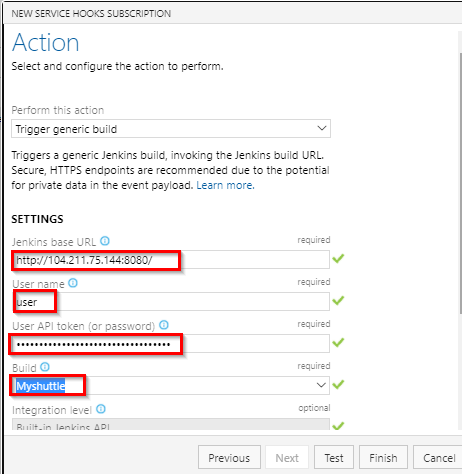 NEW SERVICE HOOKS SUBSCRIPTION
Action
Select and configure the action to perform.
Perform this action
Trigger generic build
Triggers a generic Jenkins build, invoking the Jenkins build URL.
Secure, HTTPS endpoints are recommended due to the potential
for private data in the event payload. Learn more.
SETTINGS
Jenkins base URL required
http://104.211.75.144:8080/
User name required
user
User API token (or password) required
••••••••••••••••••••••••••••••••••
Build required
Myshuttle
Integration level optional
Built-in Jenkins API
Previous Next Test Finish Cancel